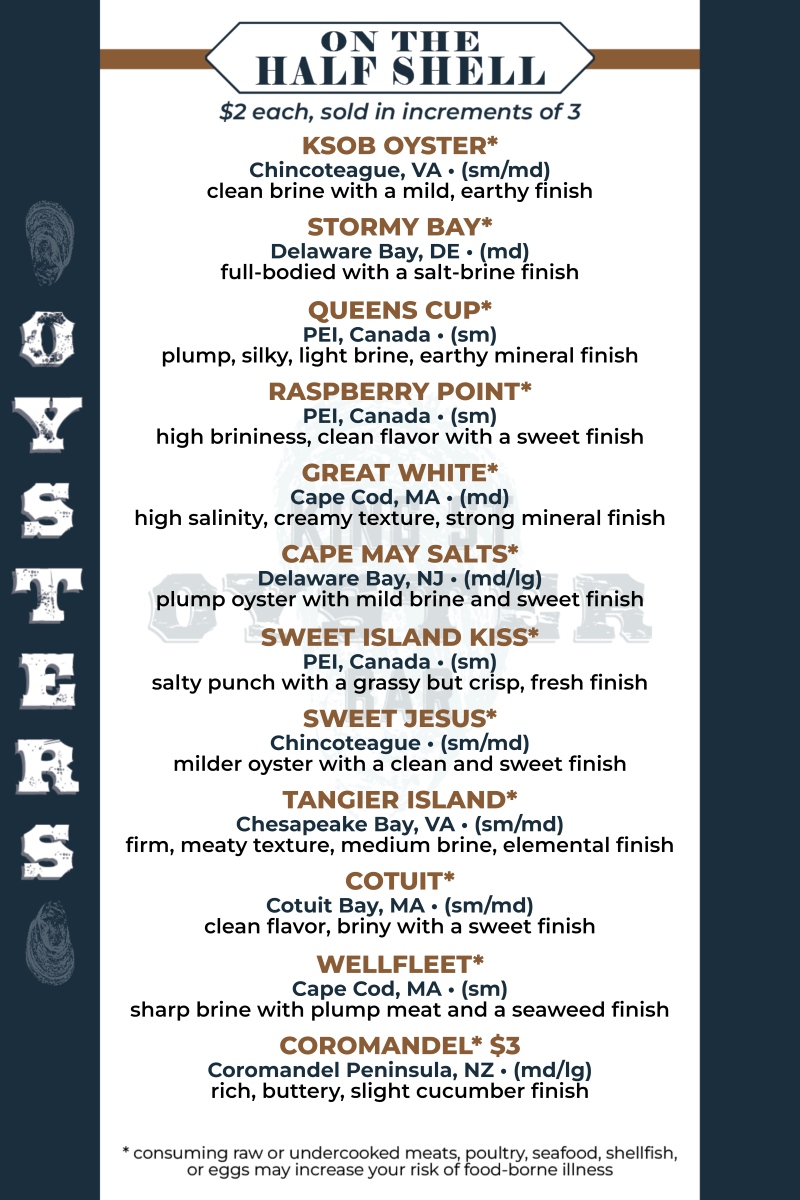 ON THE
HALF SHELL
$2 each, sold in increments of 3
KSOB OYSTER*
Chincoteague, VA • (sm/md)
clean brine with a mild, earthy finish
STORMY BAY*
Delaware Bay, DE • (md)
full-bodied with a salt-brine finish
QUEENS CUP*
PEI, Canada • (sm)
plump, silky, light brine, earthy mineral finish
RASPBERRY POINT*
PEI, Canada • (sm)
high brininess, clean flavor with a sweet finish
GREAT WHITE*
Cape Cod, MA • (md)
high salinity, creamy texture, strong mineral finish
CAPE MAY SALTS*
Delaware Bay, NJ • (md/lg)
plump oyster with mild brine and sweet finish
SWEET ISLAND KISS*
PEI, Canada • (sm)
salty punch with a grassy but crisp, fresh finish
SWEET JESUS*
Chincoteague • (sm/md)
milder oyster with a clean and sweet finish
TANGIER ISLAND*
Chesapeake Bay, VA • (sm/md)
firm, meaty texture, medium brine, elemental finish
COTUIT*
Cotuit Bay, MA • (sm/md)
clean flavor, briny with a sweet finish
WELLFLEET*
Cape Cod, MA • (sm)
sharp brine with plump meat and a seaweed finish
COROMANDEL* $3
Coromandel Peninsula, NZ • (md/lg)
rich, buttery, slight cucumber finish
* consuming raw or undercooked meats, poultry, seafood, shellfish,
or eggs may increase your risk of food-borne illness
OYSTERS
KING ST
OYSTER
BAR